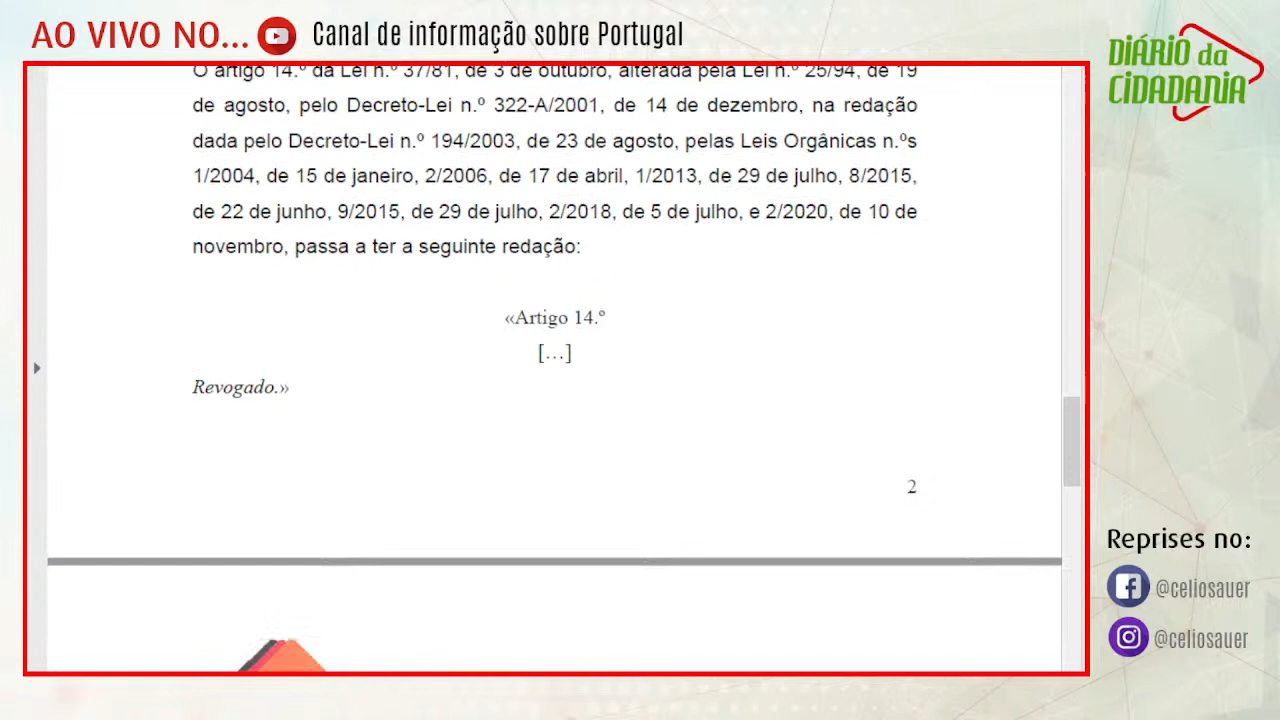 AO VIVO NO... Canal de informação sobre Portugal
DIÁRIO da
CIDADANIA
O artigo 14.º da Lei n.º 37/81, de 3 de outubro, alterada pela Lei n.º 25/94, de 19
de agosto, pelo Decreto-Lei n.º 322-A/2001, de 14 de dezembro, na redação
dada pelo Decreto-Lei n.º 194/2003, de 23 de agosto, pelas Leis Orgânicas n.ºs
1/2004, de 15 de janeiro, 2/2006, de 17 de abril, 1/2013, de 29 de julho, 8/2015,
de 22 de junho, 9/2015, de 29 de julho, 2/2018, de 5 de julho, e 2/2020, de 10 de
novembro, passa a ter a seguinte redação:
«Artigo 14.º
[…]
Revogado.»
2
Reprises no:
@celiosauer
@celiosauer